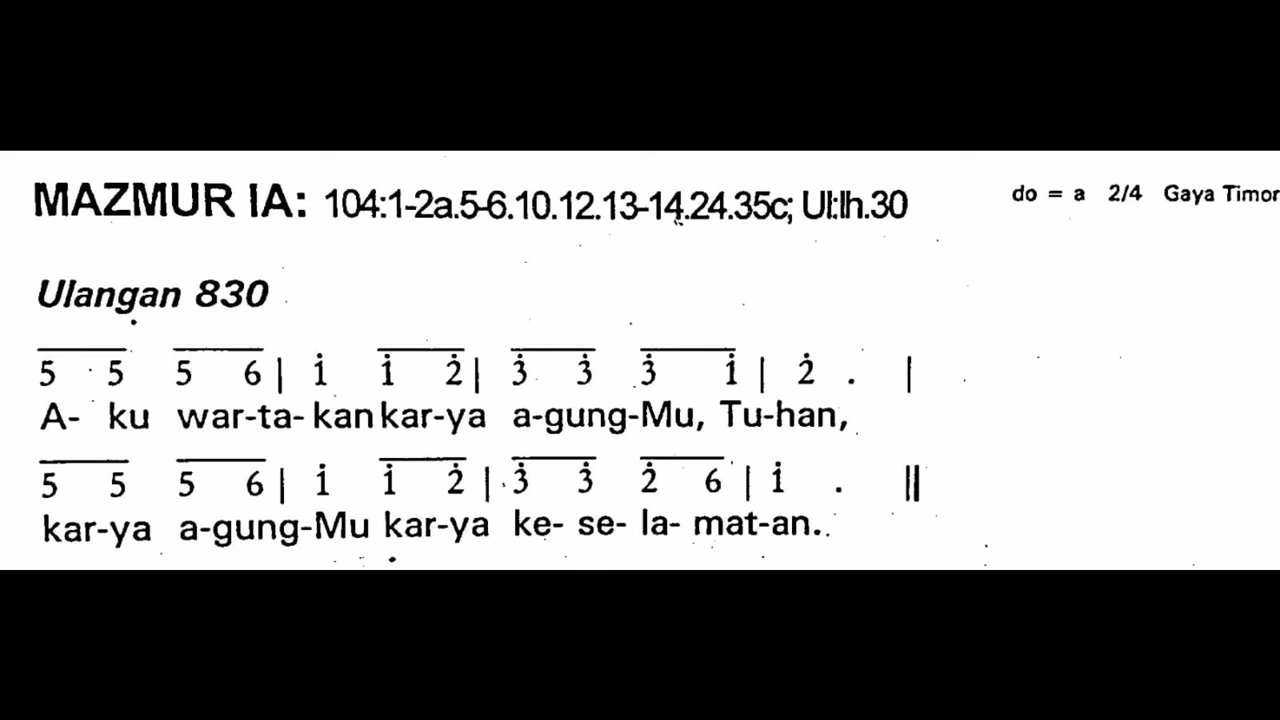 MAZMUR IA: 104:1-2a.5-6.10.12.13-14.24.35c; Ul:lh.30 do = a 2/4 Gaya Timor
Ulangan 830
5 5 5 6 | 1̇ 1̇ 2̇ | 3̇ 3̇ 3̇ 1̇ | 2̇ . |
A- ku war-ta-kan kar-ya a-gung-Mu, Tu-han,
5 5 5 6 | 1̇ 1̇ 2̇ | 3̇ 3̇ 2̇ 6 | 1̇ . ||
kar-ya a-gung-Mu kar-ya ke- se- la- mat-an.